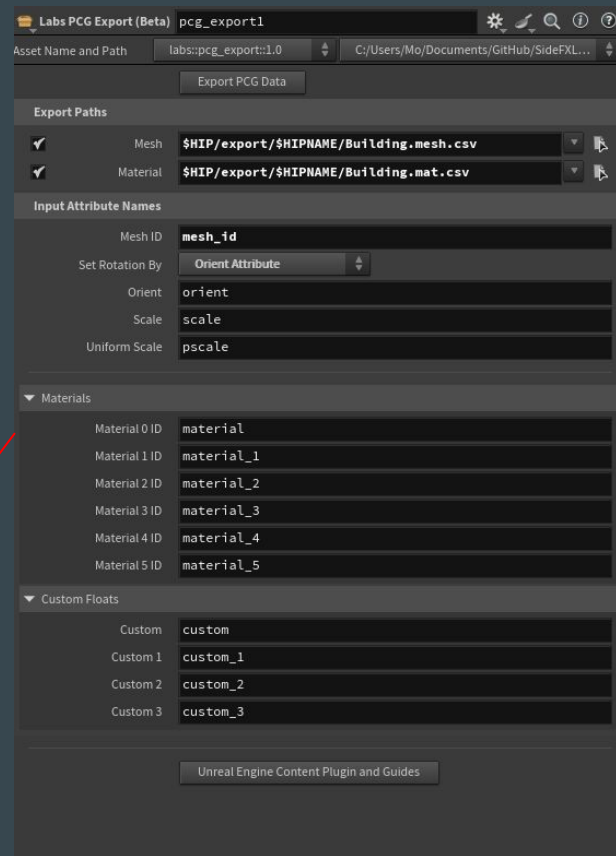 Labs PCG Export (Beta) pcg_export1
Asset Name and Path labs::pcg_export::1.0 C:/Users/Mo/Documents/GitHub/SideFXL...
Export PCG Data
Export Paths
Mesh $HIP/export/$HIPNAME/Building.mesh.csv
Material $HIP/export/$HIPNAME/Building.mat.csv
Input Attribute Names
Mesh ID mesh_id
Set Rotation By Orient Attribute
Orient orient
Scale scale
Uniform Scale pscale
Materials
Material 0 ID material
Material 1 ID material_1
Material 2 ID material_2
Material 3 ID material_3
Material 4 ID material_4
Material 5 ID material_5
Custom Floats
Custom custom
Custom 1 custom_1
Custom 2 custom_2
Custom 3 custom_3
Unreal Engine Content Plugin and Guides